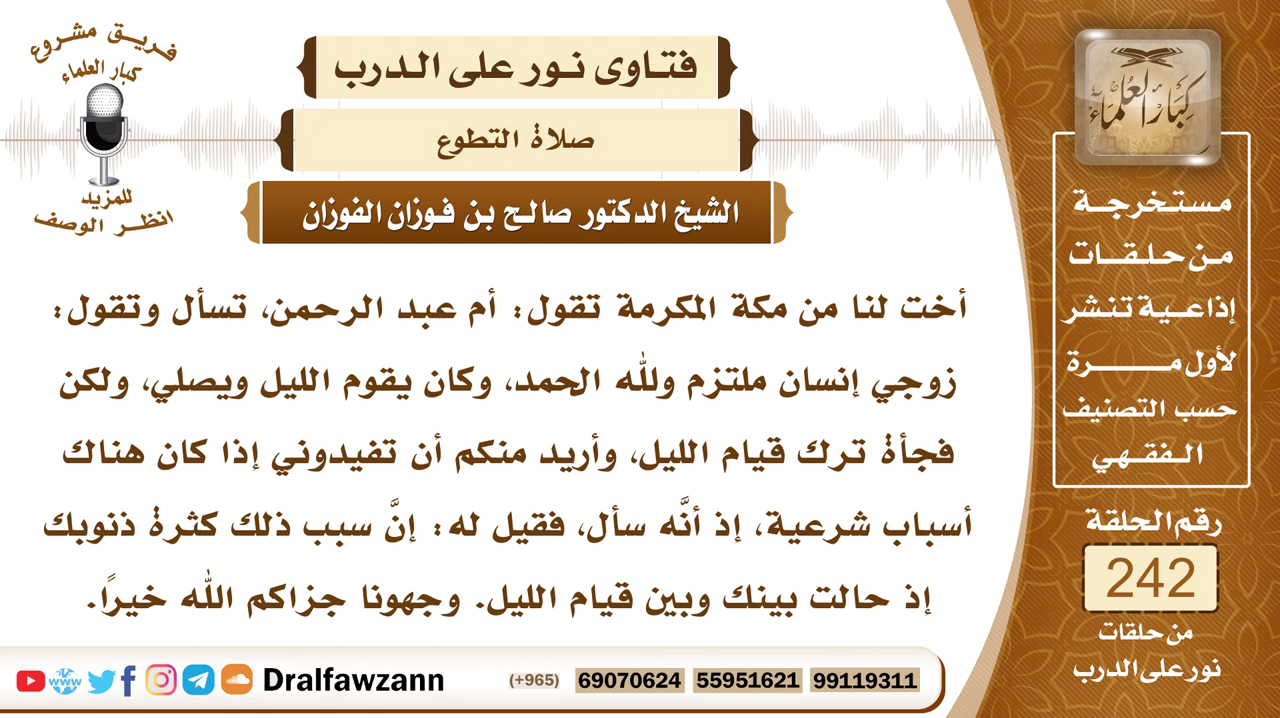 فريق مشروع
كبار العلماء
للمزيد
انظر الوصف
فتاوى نور على الدرب
صلاة التطوع
الشيخ الدكتور صالح بن فوزان الفوزان
أخت لنا من مكة المكرمة تقول: أم عبد الرحمن، تسأل وتقول:
زوجي إنسان ملتزم ولله الحمد، وكان يقوم الليل ويصلي، ولكن
فجأة ترك قيام الليل، وأريد منكم أن تفيدوني إذا كان هناك
أسباب شرعية، إذ أنَّه سأل، فقيل له: إنَّ سبب ذلك كثرة ذنوبك
إذ حالت بينك وبين قيام الليل. وجهونا جزاكم الله خيرًا.
كِبَارُ العُلَمَاءِ
مستخرجة
من حلقات
إذاعية تنشر
لأول مرة
حسب التصنيف
الفقهي
رقم الحلقة
242
من حلقات
نور على الدرب
www Dralfawzann (+965) 69070624 55951621 99119311